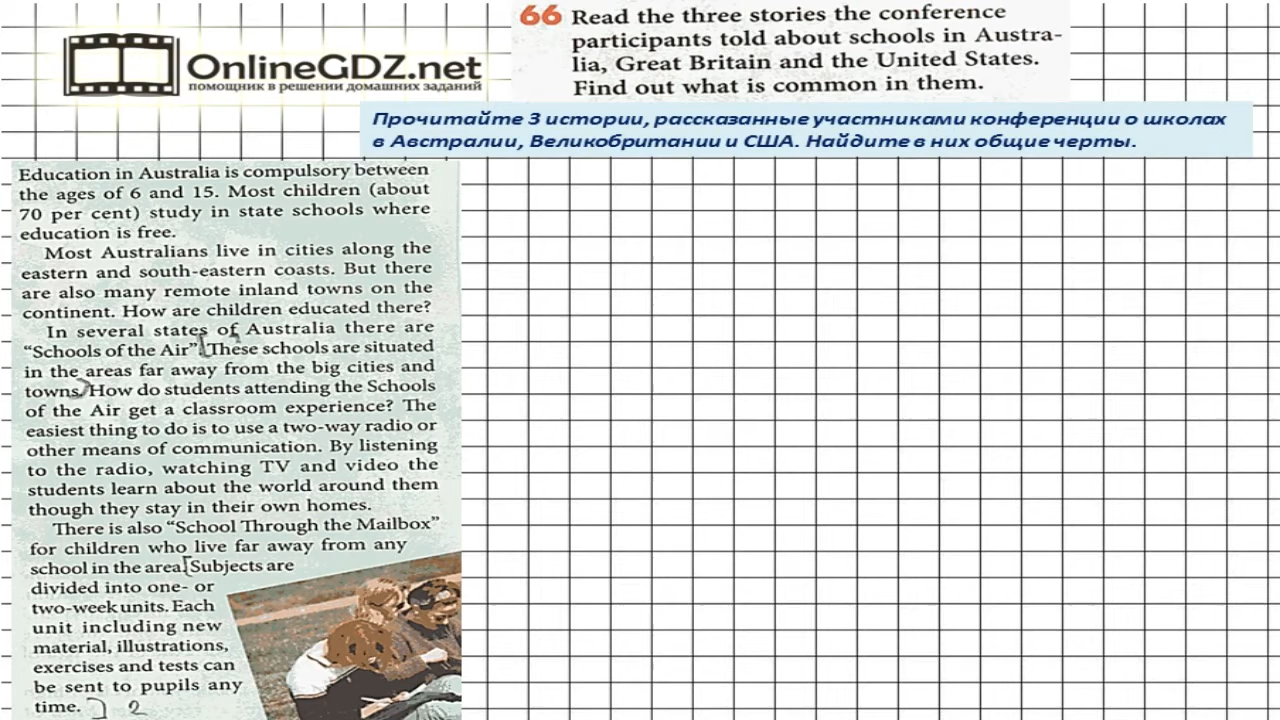 66 Read the three stories the conference
participants told about schools in Austra-
lia, Great Britain and the United States.
Find out what is common in them.
OnlineGDZ.net
помощник в решении домашних заданий
Прочитайте 3 истории, рассказанные участниками конференции о школах
в Австралии, Великобритании и США. Найдите в них общие черты.
Education in Australia is compulsory between
the ages of 6 and 15. Most children (about
70 per cent) study in state schools where
education is free.
Most Australians live in cities along the
eastern and south-eastern coasts. But there
are also many remote inland towns on the
continent. How are children educated there?
In several states of Australia there are
“Schools of the Air”. [These schools are situated
in the areas far away from the big cities and
towns.] How do students attending the Schools
of the Air get a classroom experience? The
easiest thing to do is to use a two-way radio or
other means of communication. By listening
to the radio, watching TV and video the
students learn about the world around them
though they stay in their own homes.
There is also “School Through the Mailbox”
for children who live far away from any
school in the area. [Subjects are
divided into one- or
two-week units. Each
unit including new
material, illustrations,
exercises and tests can
be sent to pupils any
time. ] 2